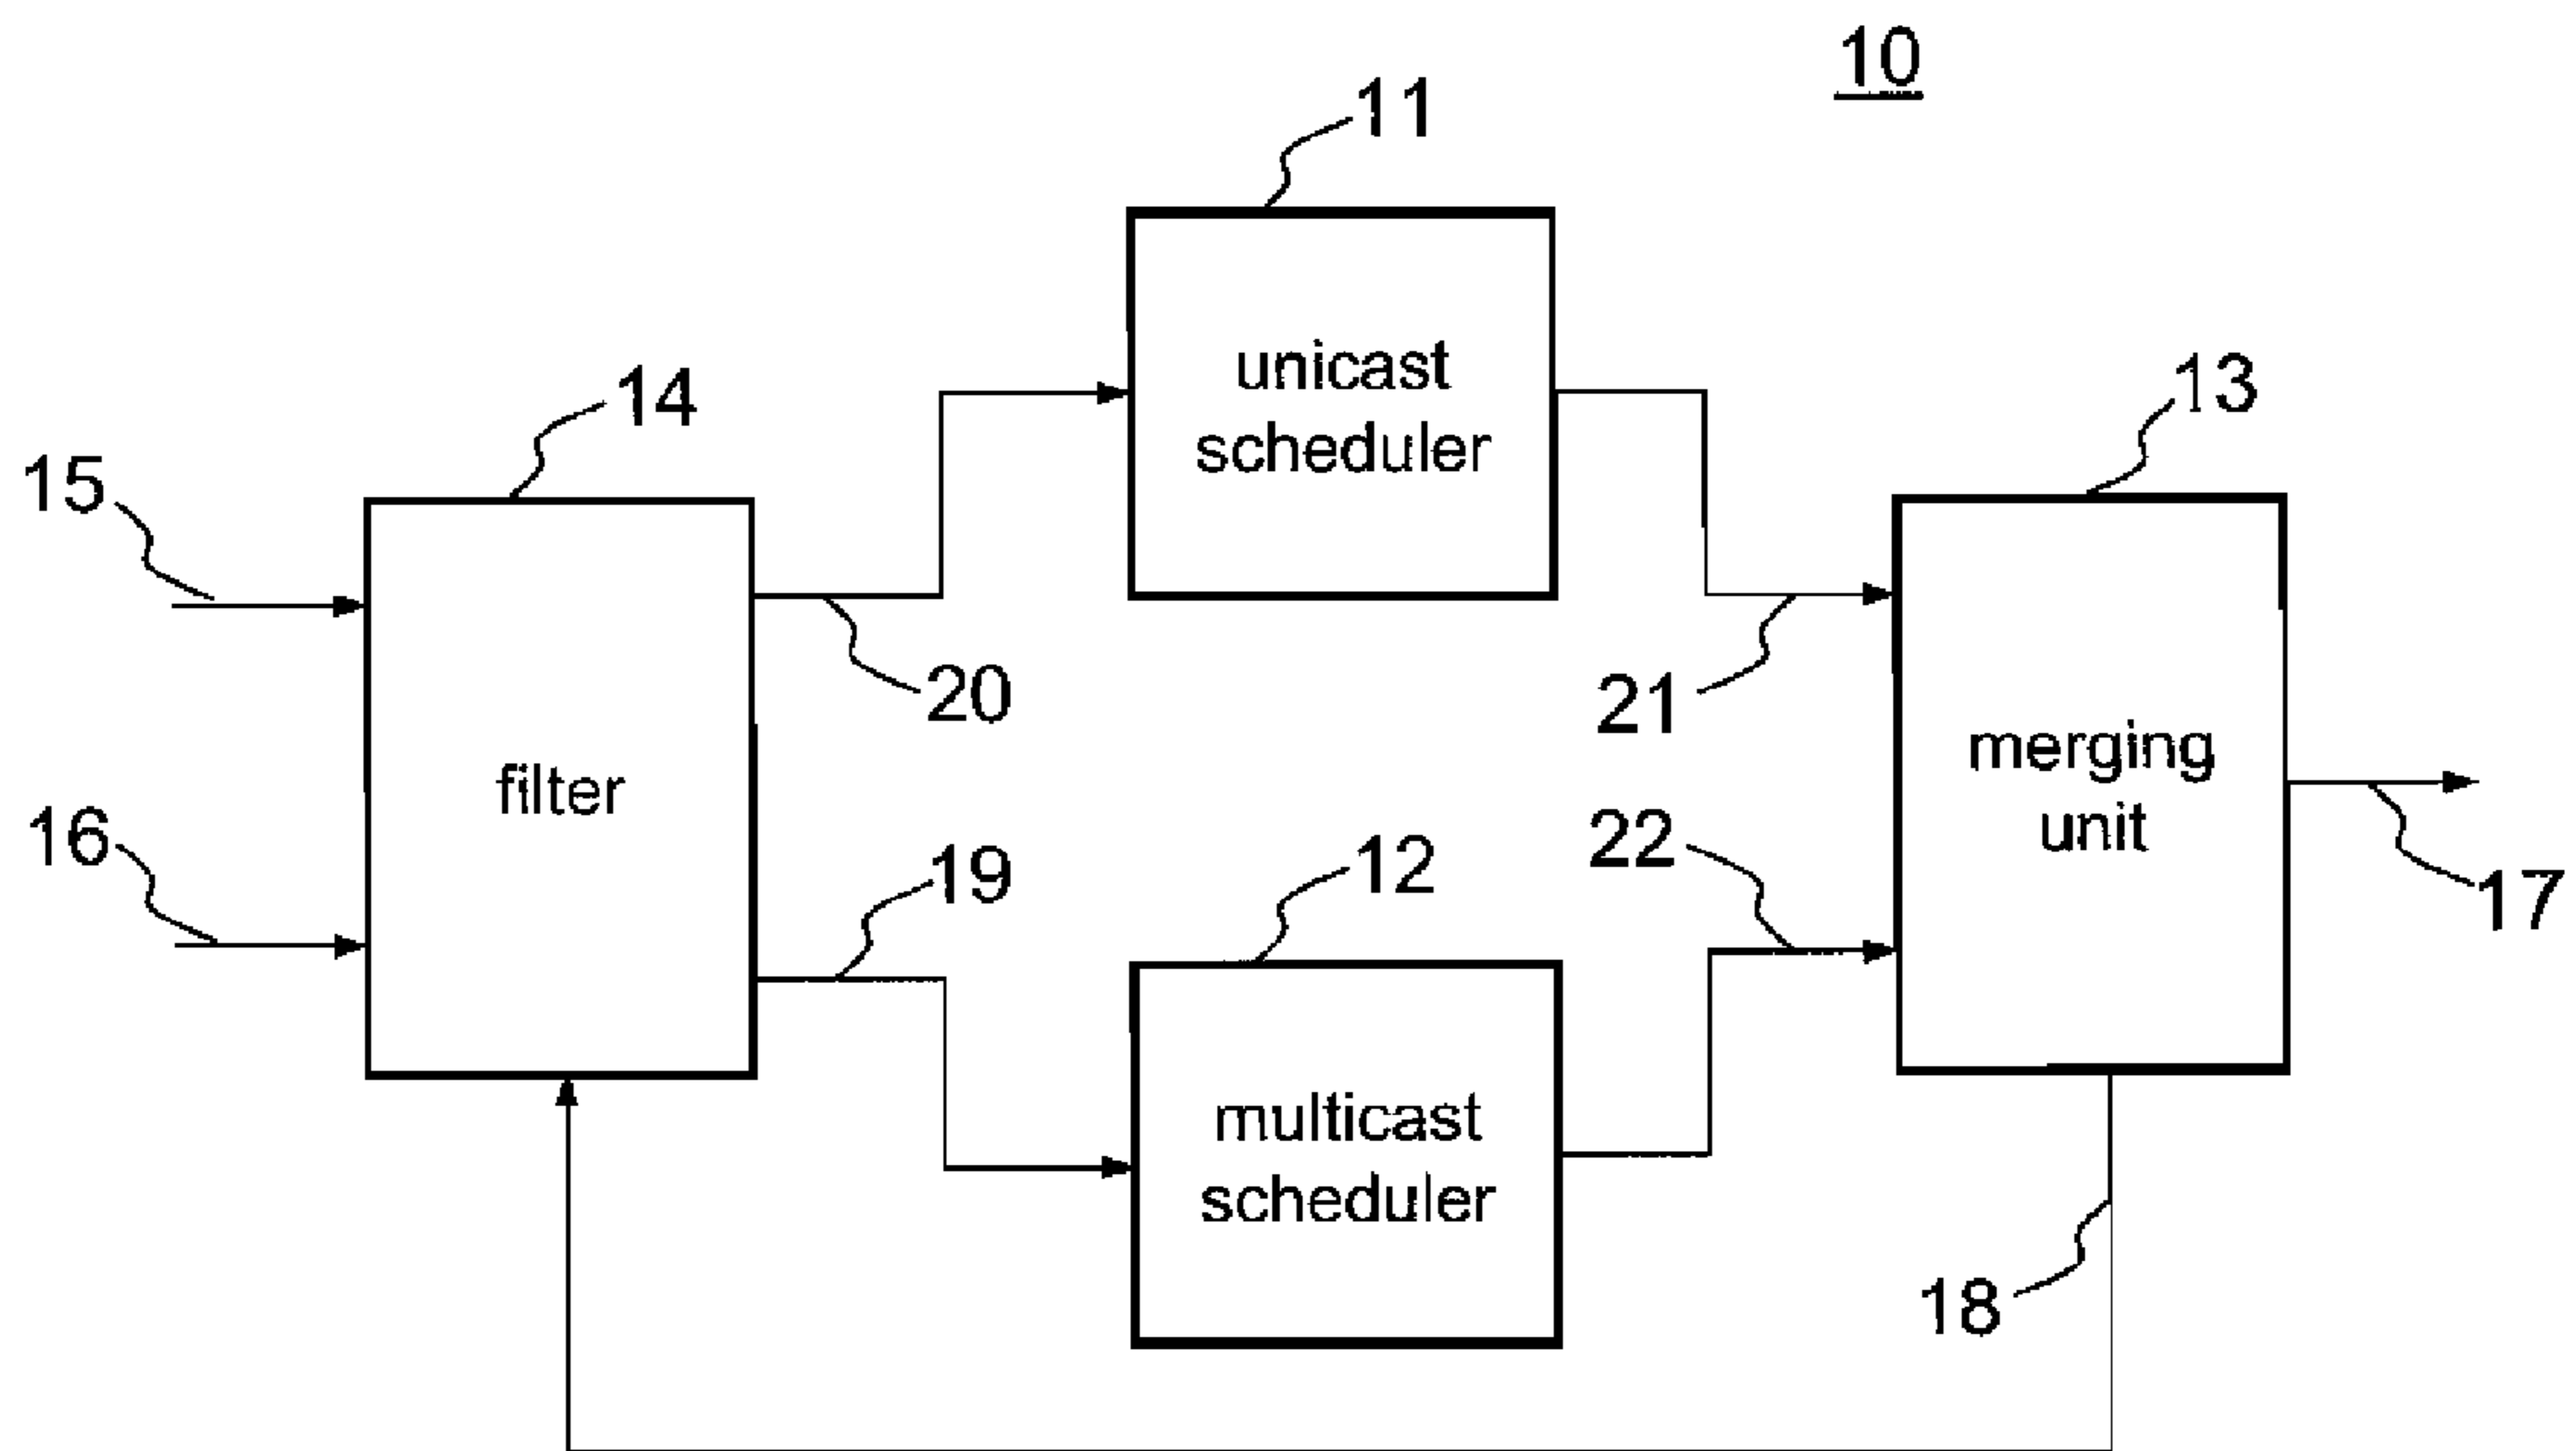 10
11
unicast
scheduler
14
13
15
filter
20
21
merging
unit
16
19
12
22
17
multicast
scheduler
18